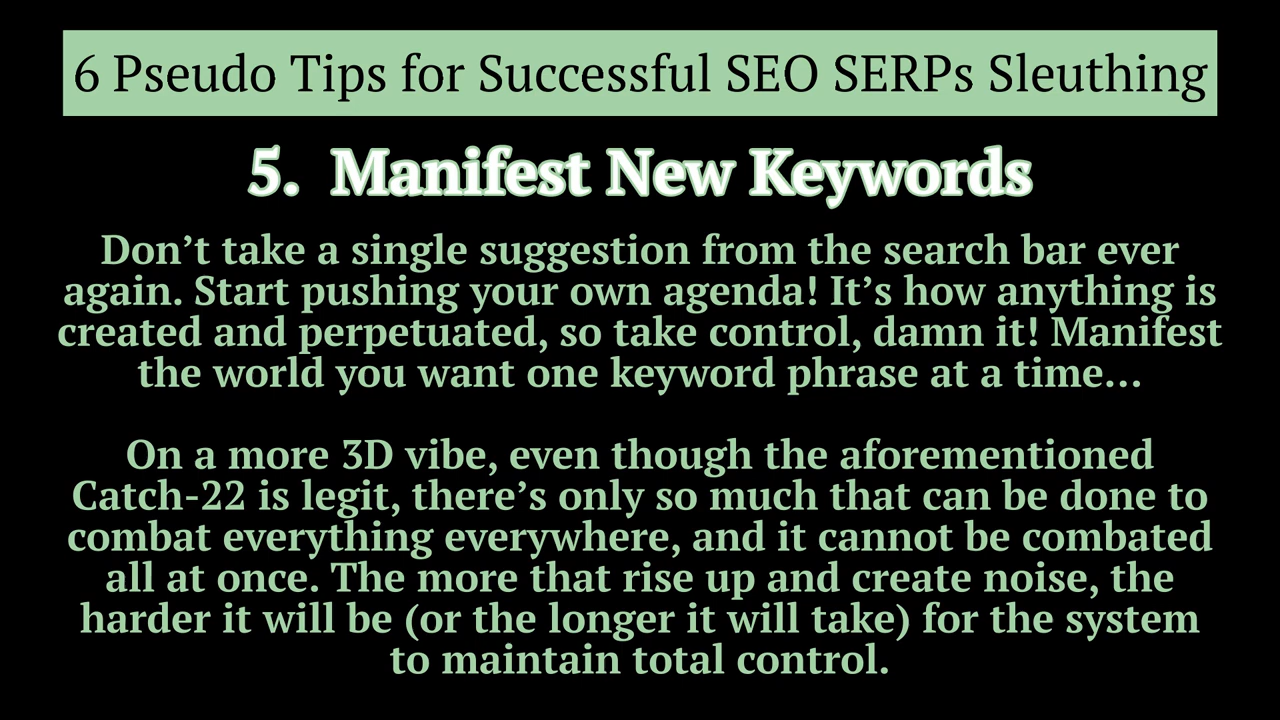 6 Pseudo Tips for Successful SEO SERPs Sleuthing
5. Manifest New Keywords
Don’t take a single suggestion from the search bar ever
again. Start pushing your own agenda! It’s how anything is
created and perpetuated, so take control, damn it! Manifest
the world you want one keyword phrase at a time…
On a more 3D vibe, even though the aforementioned
Catch-22 is legit, there’s only so much that can be done to
combat everything everywhere, and it cannot be combated
all at once. The more that rise up and create noise, the
harder it will be (or the longer it will take) for the system
to maintain total control.